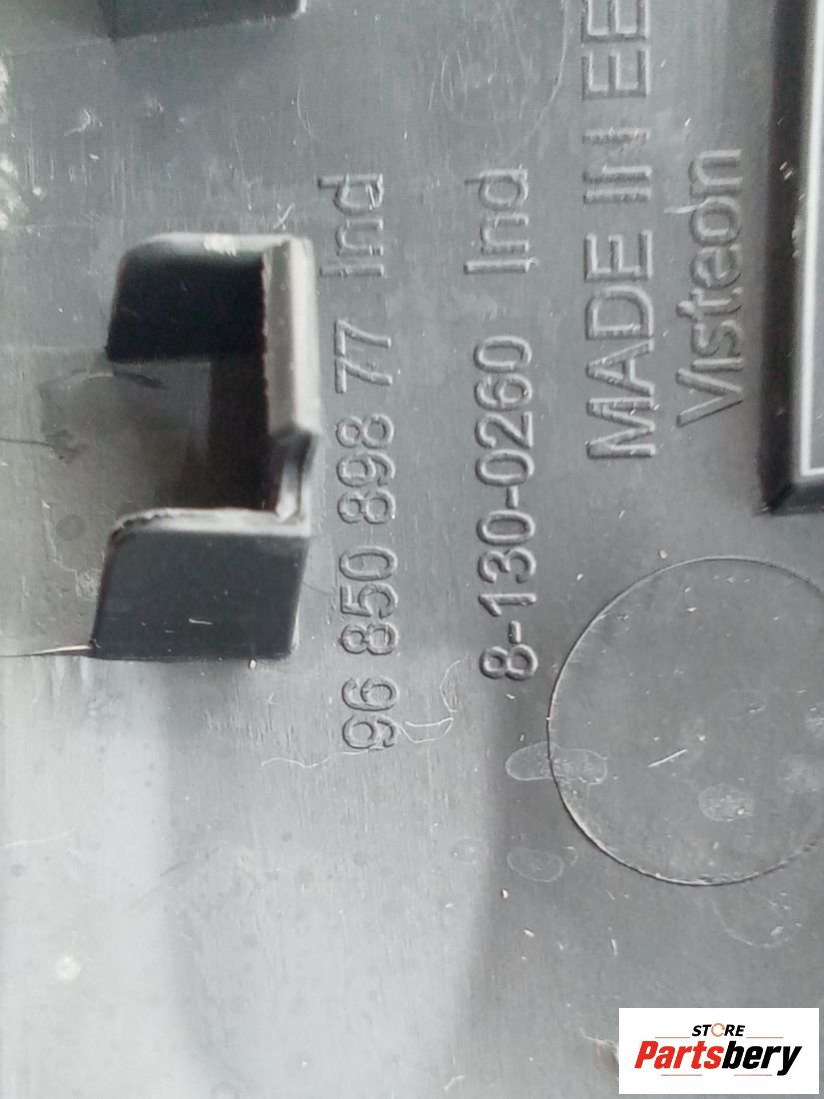 96 850 898 77 Ind
8-130-0260 Ind
MADE IN EE
Visteon
STORE
Partsbery